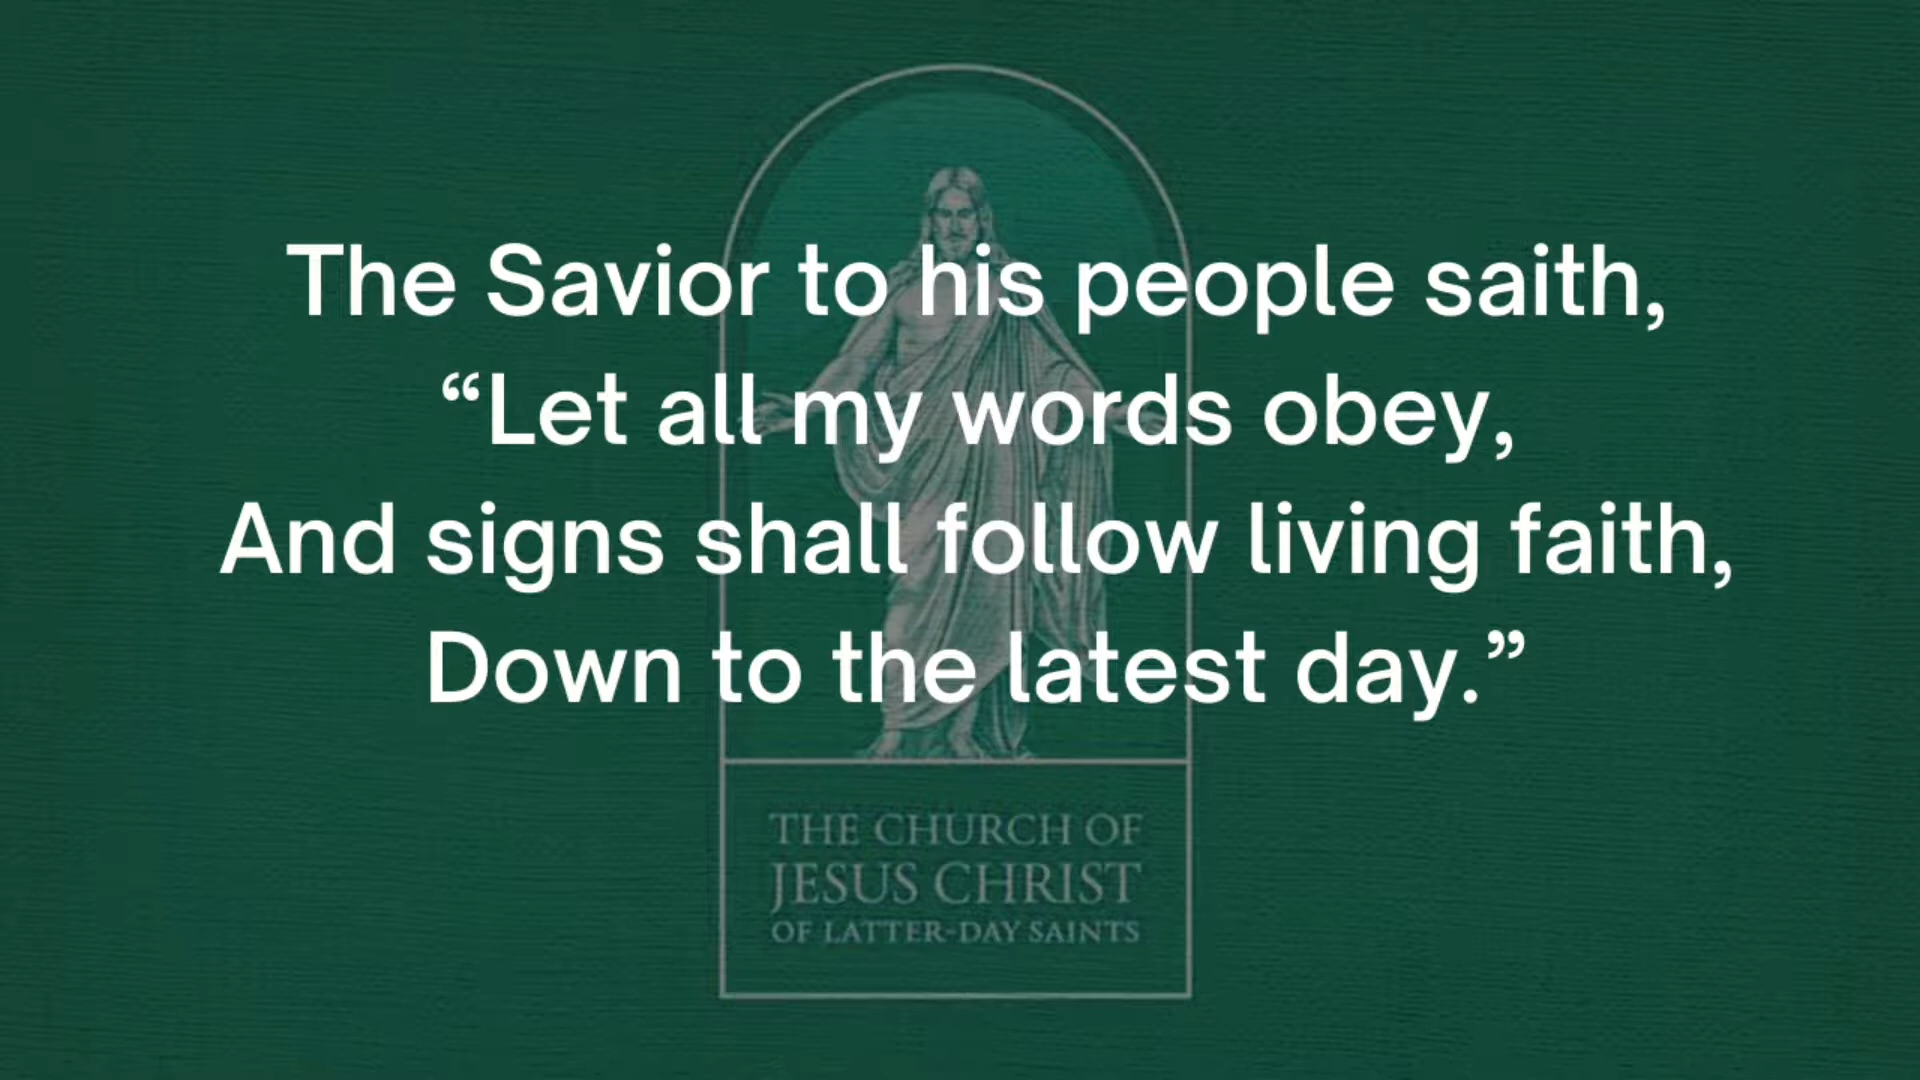 The Savior to his people saith,
“Let all my words obey,
And signs shall follow living faith,
Down to the latest day.”
THE CHURCH OF
JESUS CHRIST
OF LATTER-DAY SAINTS